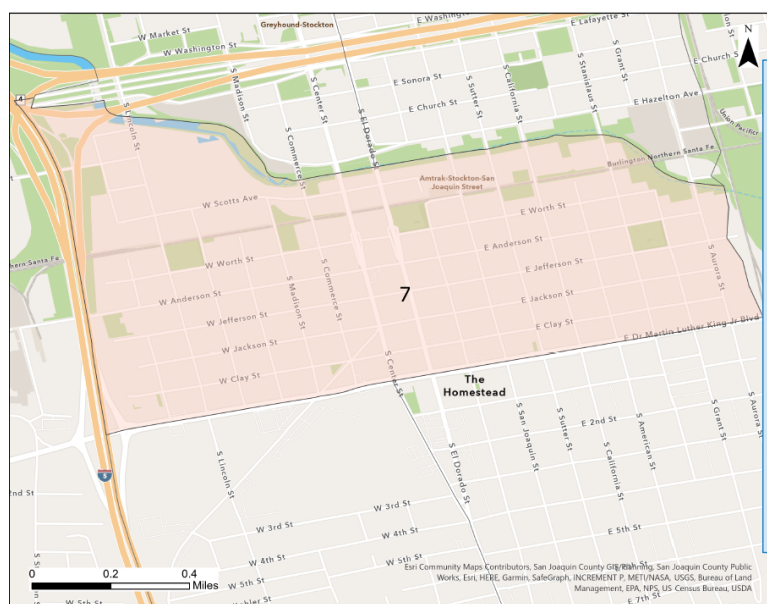 Greyhound-Stockton
E Washington St
E Lafayette St
N
W Market St
W Washington St
E Church St
E Sonora St
S Madison St
S Center St
S Sutter St
S California St
S Stanislaus St
S Grant St
4
E Church St
E Hazelton Ave
S Lincoln St
S Commerce St
S El Dorado St
Union Pacific
Burlington Northern Santa Fe
Amtrak-Stockton-San
Joaquin Street
W Scotts Ave
E Worth St
E Anderson St
hern Santa Fe
W Worth St
S Commerce St
E Jefferson St
S Aurora St
W Anderson St
S Madison St
7
E Jackson St
W Jefferson St
E Clay St
E Dr Martin Luther King Jr Blvd
W Jackson St
W Clay St
S Center St
The
Homestead
S San Joaquin St
S Sutter St
E 2nd St
S American St
S Grant St
S Aurora St
S Lincoln St
S El Dorado St
S California St
5
2nd St
W 3rd St
W 4th St
E 5th St
W 4th St
W 5th St
0 0.2 0.4
Miles
Esri Community Maps Contributors, San Joaquin County GIS/Planning, San Joaquin County Public
Works, Esri, HERE, Garmin, SafeGraph, INCREMENT P, METI/NASA, USGS, Bureau of Land
Management, EPA, NPS, US Census Bureau, USDA
W 5th St
E 7th St